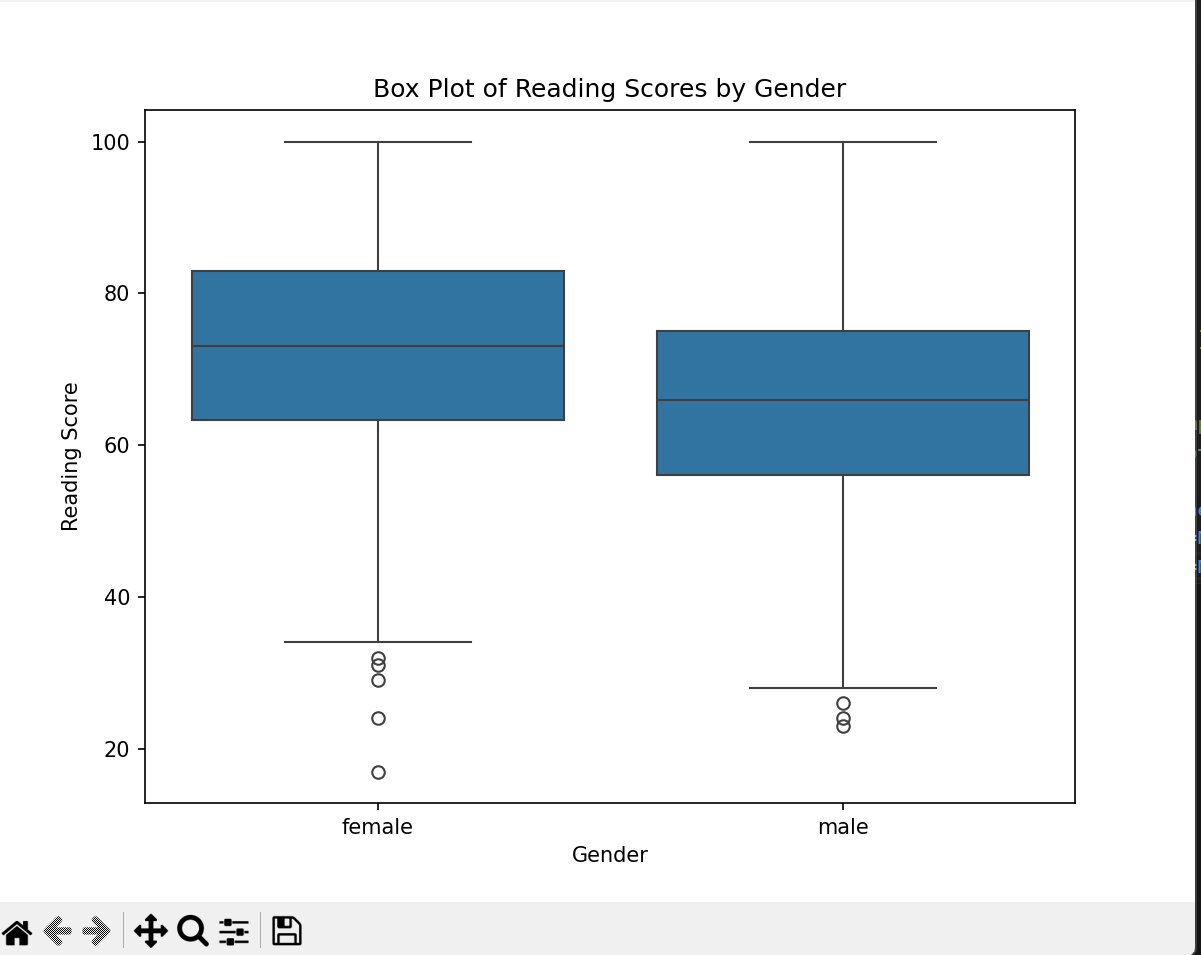 Box Plot of Reading Scores by Gender
100
80
60
40
20
Reading Score
female
male
Gender